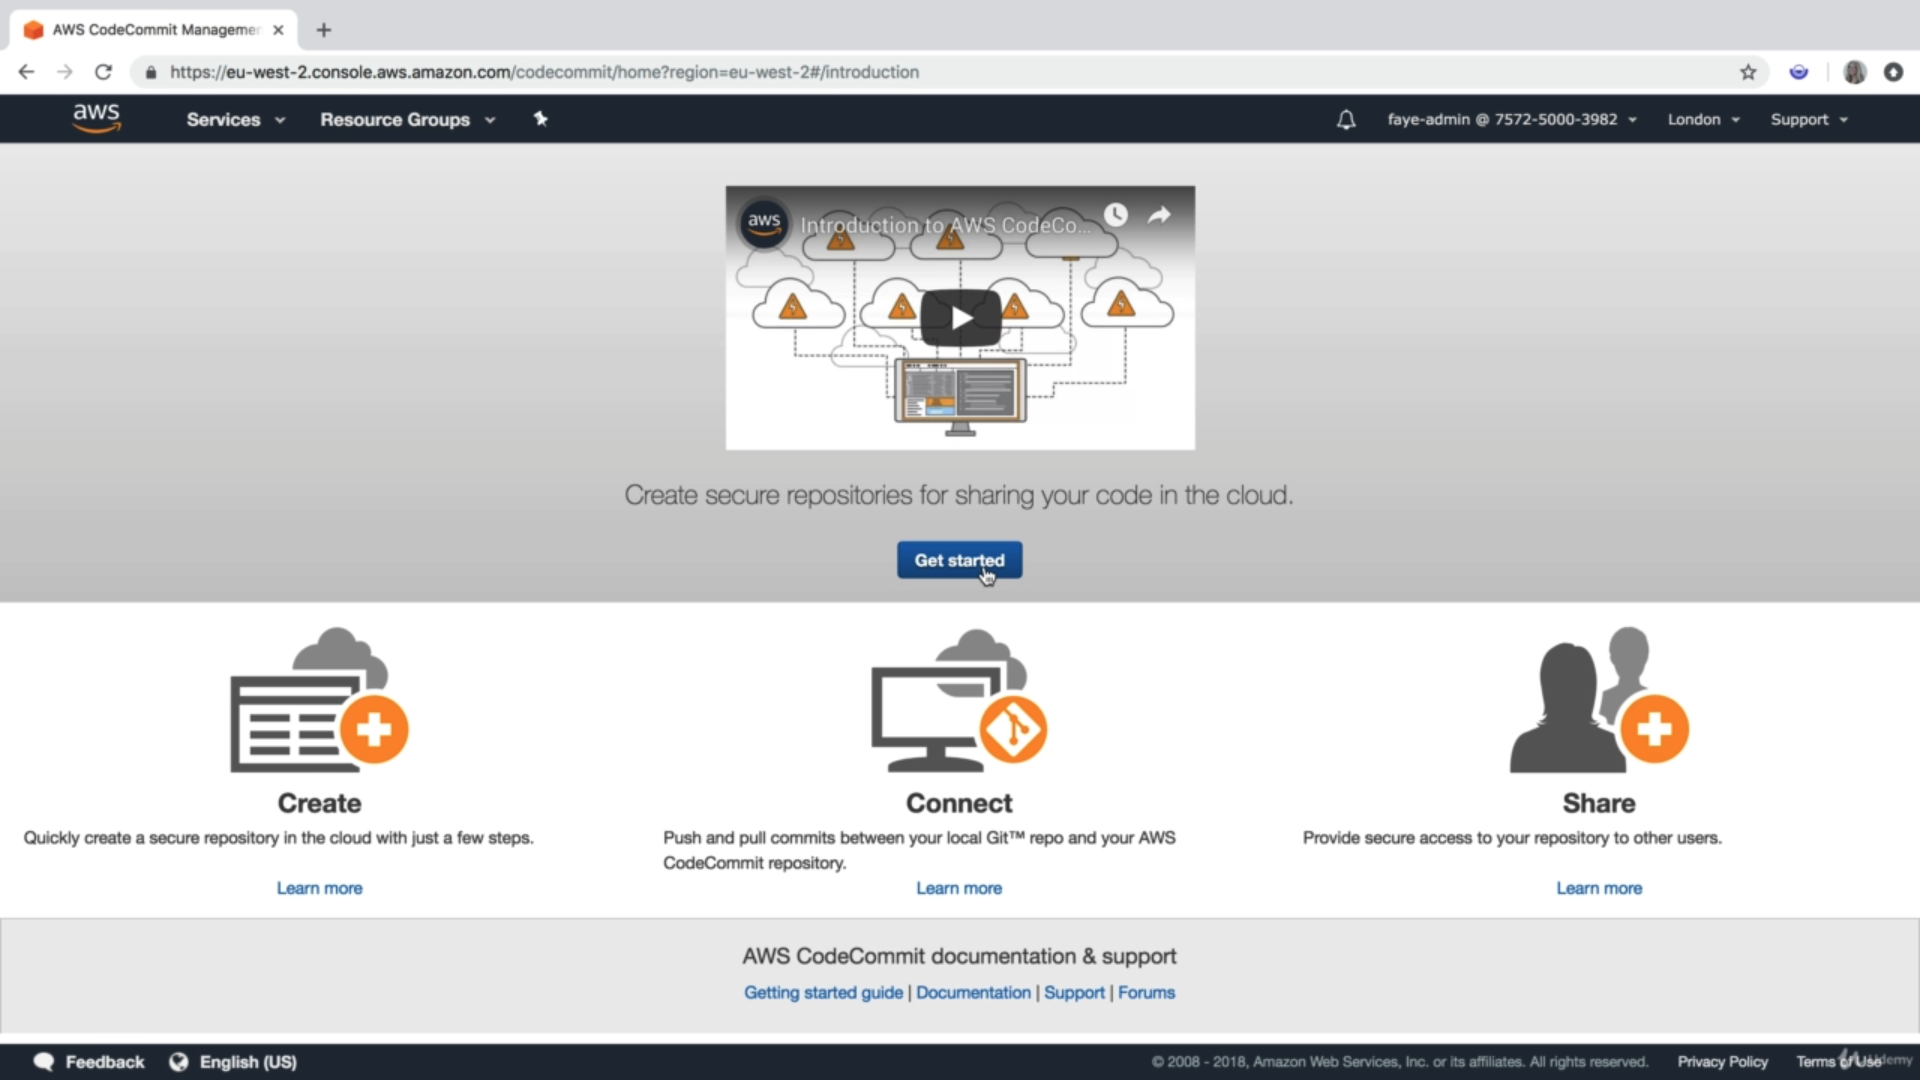 AWS CodeCommit Managemen
https://eu-west-2.console.aws.amazon.com/codecommit/home?region=eu-west-2#/introduction
aws Services Resource Groups faye-admin @ 7572-5000-3982 London Support
aws Introduction to AWS CodeCo...
Create secure repositories for sharing your code in the cloud.
Get started
Create
Quickly create a secure repository in the cloud with just a few steps.
Learn more
Connect
Push and pull commits between your local Git™ repo and your AWS
CodeCommit repository.
Learn more
Share
Provide secure access to your repository to other users.
Learn more
AWS CodeCommit documentation & support
Getting started guide | Documentation | Support | Forums
Feedback English (US) © 2008 - 2018, Amazon Web Services, Inc. or its affiliates. All rights reserved. Privacy Policy Terms of Use
Udemy